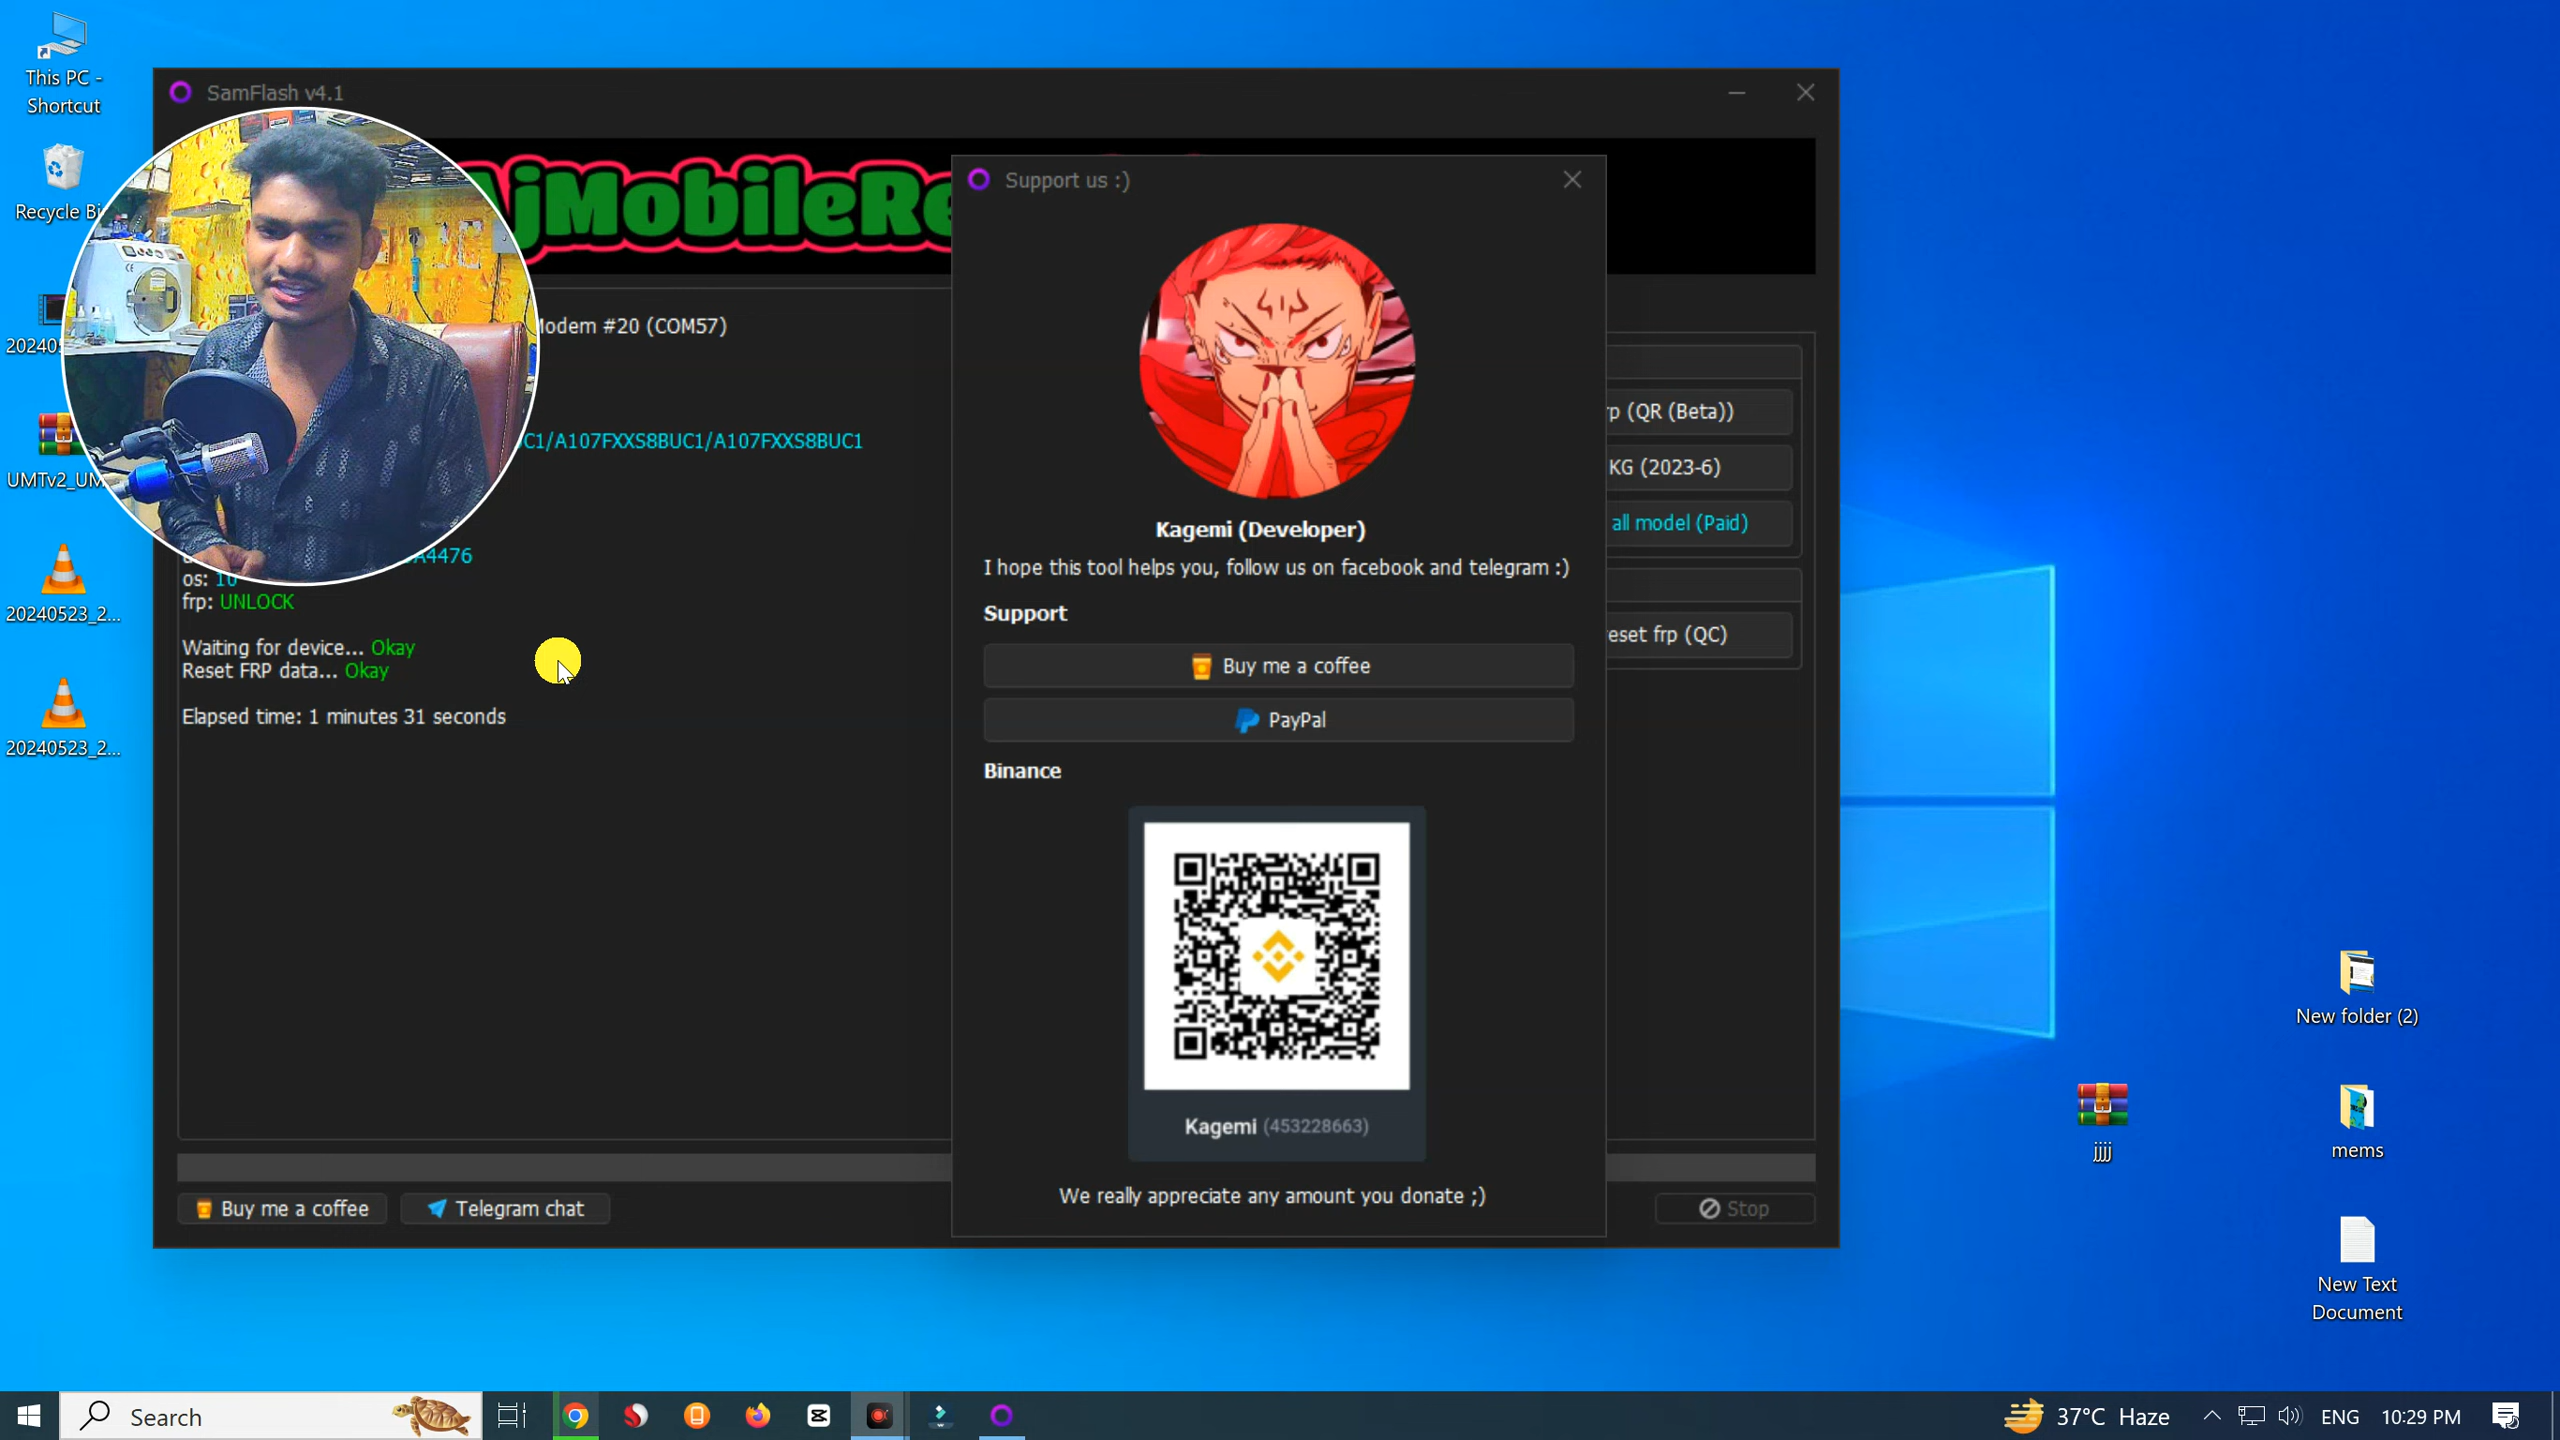 This PC -
Shortcut
Recycle
UMTv2_UM
20240523_2...
20240523_2...
SamFlash v4.1
jMobileRe
Modem #20 (COM57)
C1/A107FXXS8BUC1/A107FXXS8BUC1
A4476
os: 10
frp: UNLOCK
Waiting for device... Okay
Reset FRP data... Okay
Elapsed time: 1 minutes 31 seconds
Buy me a coffee
Telegram chat
Support us :)
Kagemi (Developer)
I hope this tool helps you, follow us on facebook and telegram :)
Support
Buy me a coffee
PayPal
Binance
Kagemi (453228663)
We really appreciate any amount you donate ;)
rp (QR (Beta))
KG (2023-6)
all model (Paid)
eset frp (QC)
Stop
New folder (2)
jjjj
mems
New Text
Document
Search
37°C Haze
ENG
10:29 PM